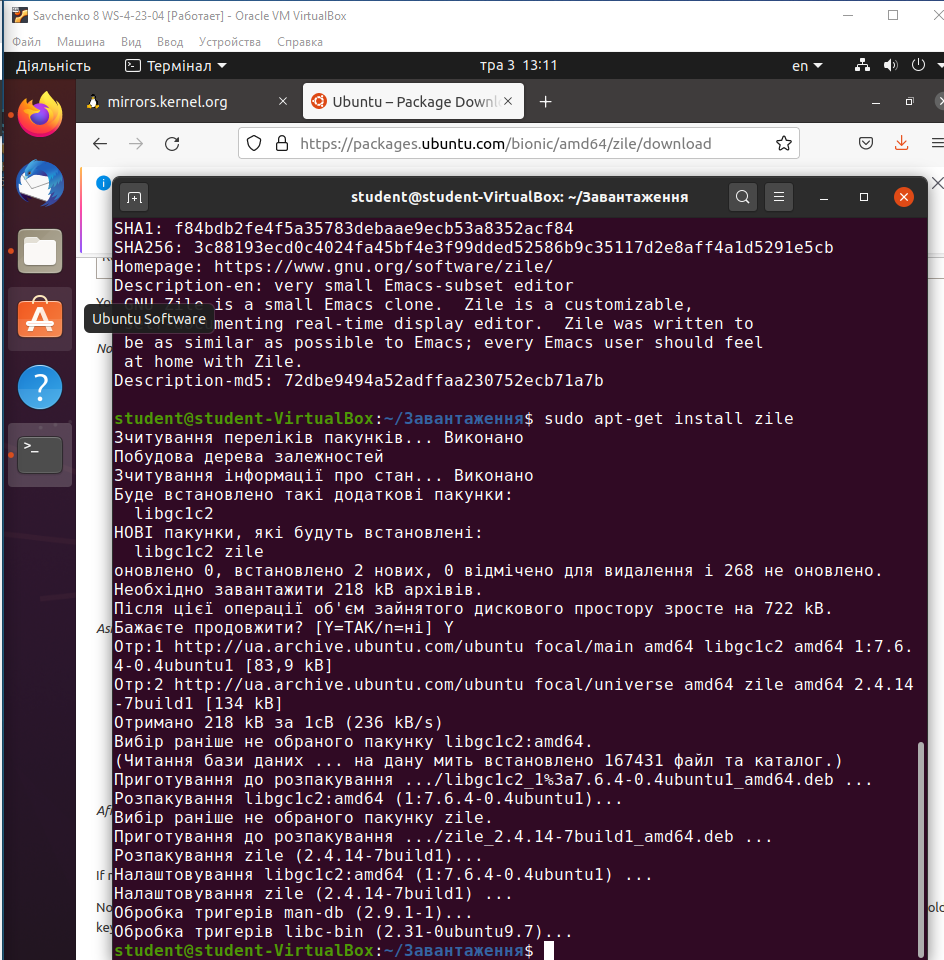 Savchenko 8 WS-4-23-04 [Работает] - Oracle VM VirtualBox
Файл Машина Вид Ввод Устройства Справка
Діяльність Термінал тра 3 13:11 en
mirrors.kernel.org Ubuntu – Package Downl
https://packages.ubuntu.com/bionic/amd64/zile/download
student@student-VirtualBox: ~/Завантаження
SHA1: f84bdb2fe4f5a35783debaae9ecb53a8352acf84
SHA256: 3c88193ecd0c4024fa45bf4e3f99dded52586b9c35117d2e8aff4a1d5291e5cb
Homepage: https://www.gnu.org/software/zile/
Description-en: very small Emacs-subset editor
GNU Zile is a small Emacs clone.  Zile is a customizable,
Ubuntu Software
real-time display editor.  Zile was written to
be as similar as possible to Emacs; every Emacs user should feel
at home with Zile.
Description-md5: 72dbe9494a52adffaa230752ecb71a7b
student@student-VirtualBox:~/Завантаження$ sudo apt-get install zile
Зчитування переліків пакунків... Виконано
Побудова дерева залежностей
Зчитування інформації про стан... Виконано
Буде встановлено такі додаткові пакунки:
libgc1c2
НОВІ пакунки, які будуть встановлені:
libgc1c2 zile
оновлено 0, встановлено 2 нових, 0 відмічено для видалення і 268 не оновлено.
Необхідно завантажити 218 kB архівів.
Після цієї операції об'єм зайнятого дискового простору зросте на 722 kB.
Бажаєте продовжити? [Y=ТАК/n=ні] Y
Отр:1 http://ua.archive.ubuntu.com/ubuntu focal/main amd64 libgc1c2 amd64 1:7.6.
4-0.4ubuntu1 [83,9 kB]
Отр:2 http://ua.archive.ubuntu.com/ubuntu focal/universe amd64 zile amd64 2.4.14
-7build1 [134 kB]
Отримано 218 kB за 1сВ (236 kB/s)
Вибір раніше не обраного пакунку libgc1c2:amd64.
(Читання бази даних ... на дану мить встановлено 167431 файл та каталог.)
Приготування до розпакування .../libgc1c2_1%3a7.6.4-0.4ubuntu1_amd64.deb ...
Розпакування libgc1c2:amd64 (1:7.6.4-0.4ubuntu1)...
Вибір раніше не обраного пакунку zile.
Приготування до розпакування .../zile_2.4.14-7build1_amd64.deb ...
Розпакування zile (2.4.14-7build1)...
Налаштовування libgc1c2:amd64 (1:7.6.4-0.4ubuntu1) ...
Налаштовування zile (2.4.14-7build1) ...
Обробка тригерів man-db (2.9.1-1)...
Обробка тригерів libc-bin (2.31-0ubuntu9.7)...
student@student-VirtualBox:~/Завантаження$